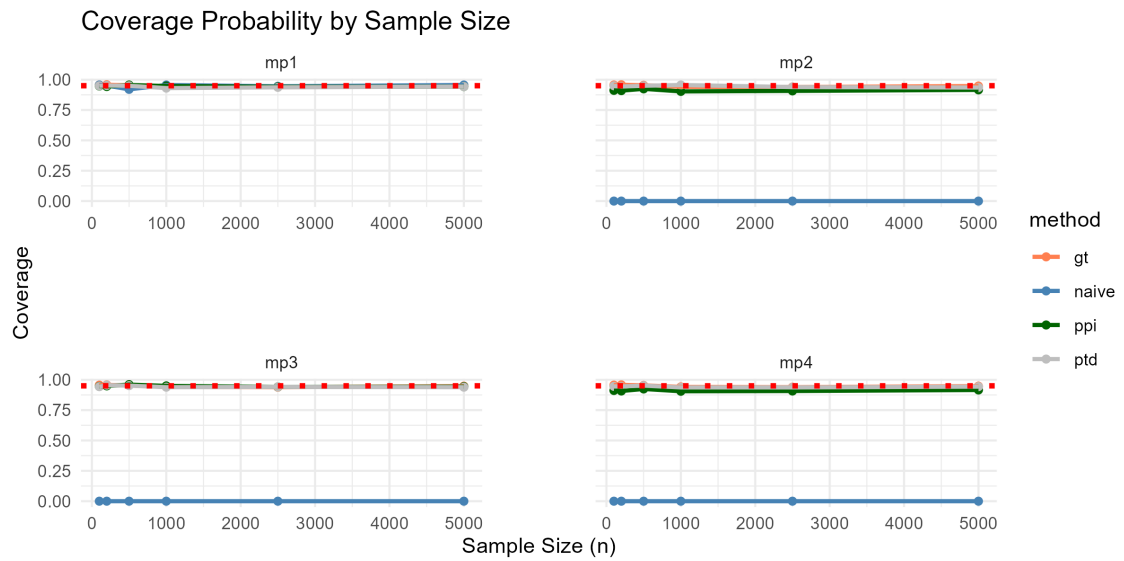 Coverage Probability by Sample Size
mp1
mp2
1.00
0.75
0.50
0.25
0.00
0 1000 2000 3000 4000 5000
0 1000 2000 3000 4000 5000
Coverage
mp3
mp4
1.00
0.75
0.50
0.25
0.00
0 1000 2000 3000 4000 5000
0 1000 2000 3000 4000 5000
Sample Size (n)
method
gt
naive
ppi
ptd